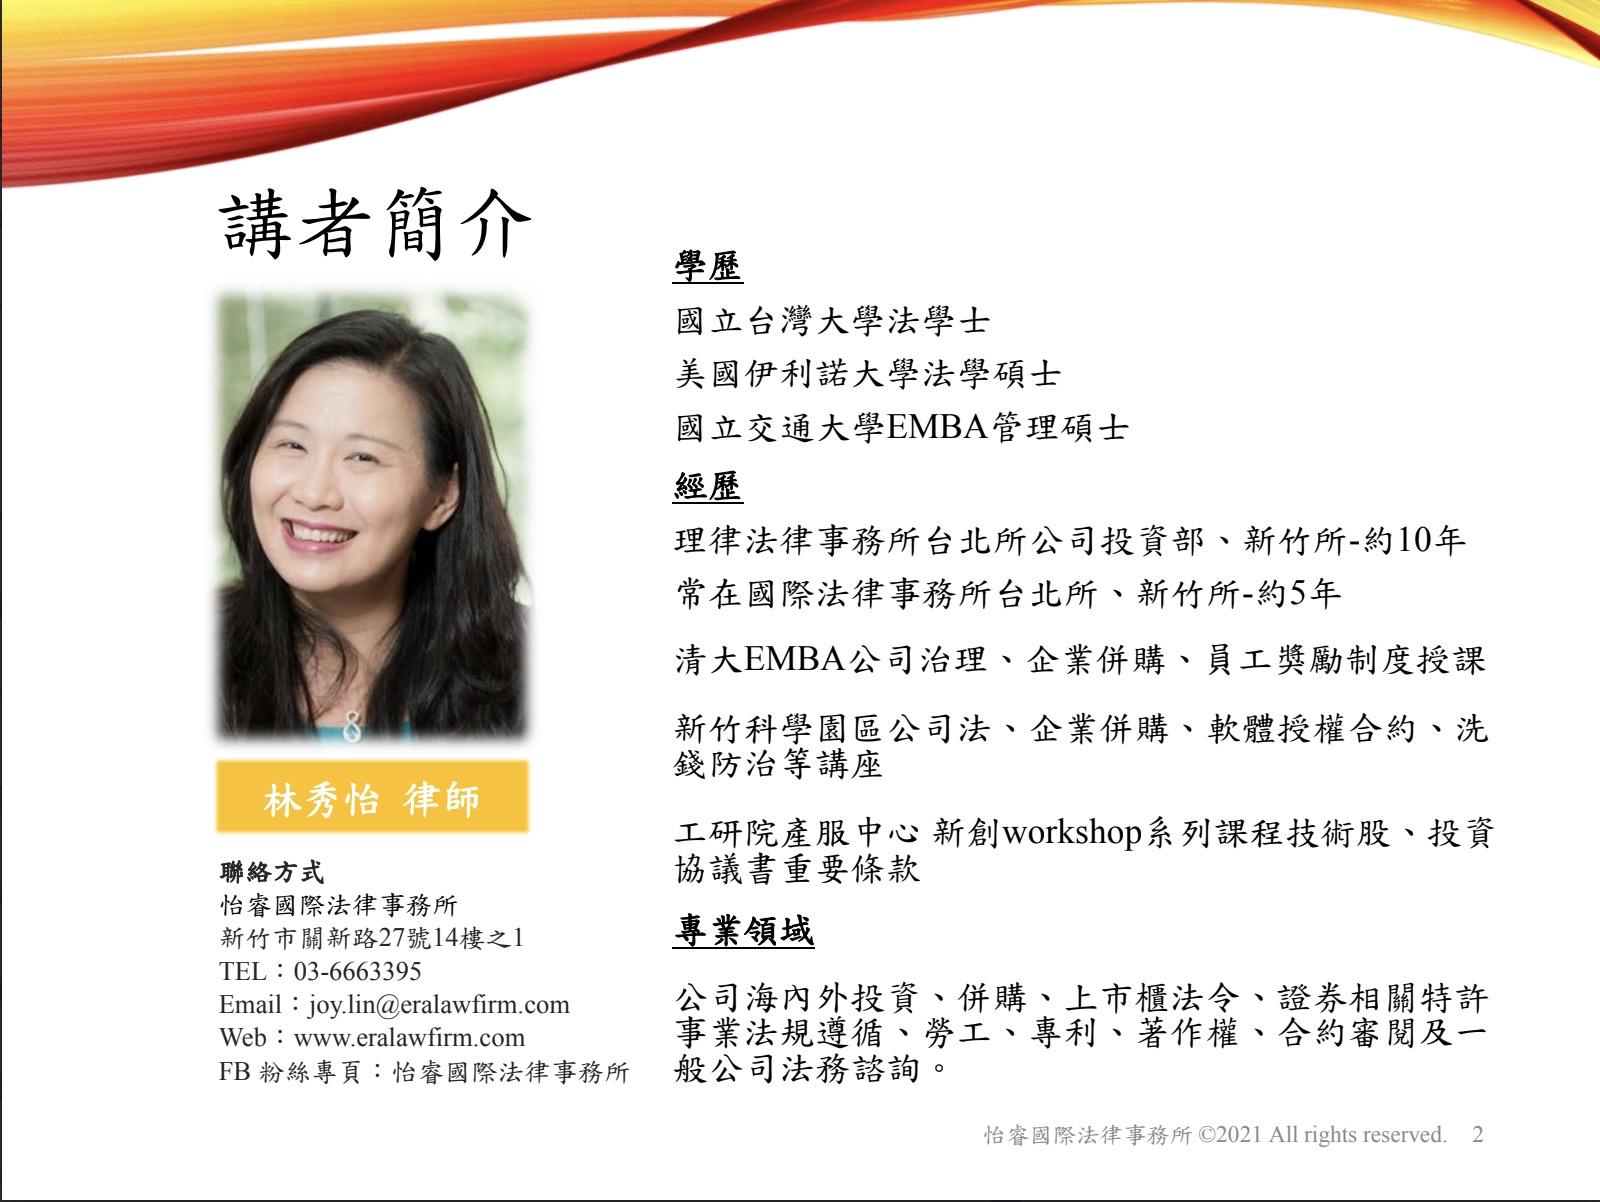 講者簡介
林秀怡 律師
聯絡方式
怡睿國際法律事務所
新竹市關新路27號14樓之1
TEL：03-6663395
Email：joy.lin@eralawfirm.com
Web：www.eralawfirm.com
FB 粉絲專頁：怡睿國際法律事務所
學歷
國立台灣大學法學士
美國伊利諾大學法學碩士
國立交通大學EMBA管理碩士
經歷
理律法律事務所台北所公司投資部、新竹所-約10年
常在國際法律事務所台北所、新竹所-約5年
清大EMBA公司治理、企業併購、員工獎勵制度授課
新竹科學園區公司法、企業併購、軟體授權合約、洗
錢防治等講座
工研院產服中心 新創workshop系列課程技術股、投資
協議書重要條款
專業領域
公司海內外投資、併購、上市櫃法令、證券相關特許
事業法規遵循、勞工、專利、著作權、合約審閱及一
般公司法務諮詢。
怡睿國際法律事務所 ©2021 All rights reserved. 2